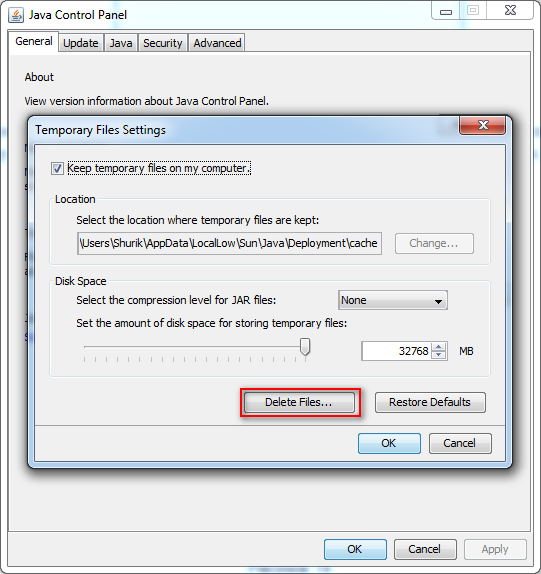 Java Control Panel
General Update Java Security Advanced
About
View version information about Java Control Panel.
Temporary Files Settings
Keep temporary files on my computer.
Location
Select the location where temporary files are kept:
\Users\Shurik\AppData\LocalLow\Sun\Java\Deployment\cache Change...
Disk Space
Select the compression level for JAR files: None
Set the amount of disk space for storing temporary files:
32768 MB
Delete Files... Restore Defaults
OK Cancel
OK Cancel Apply